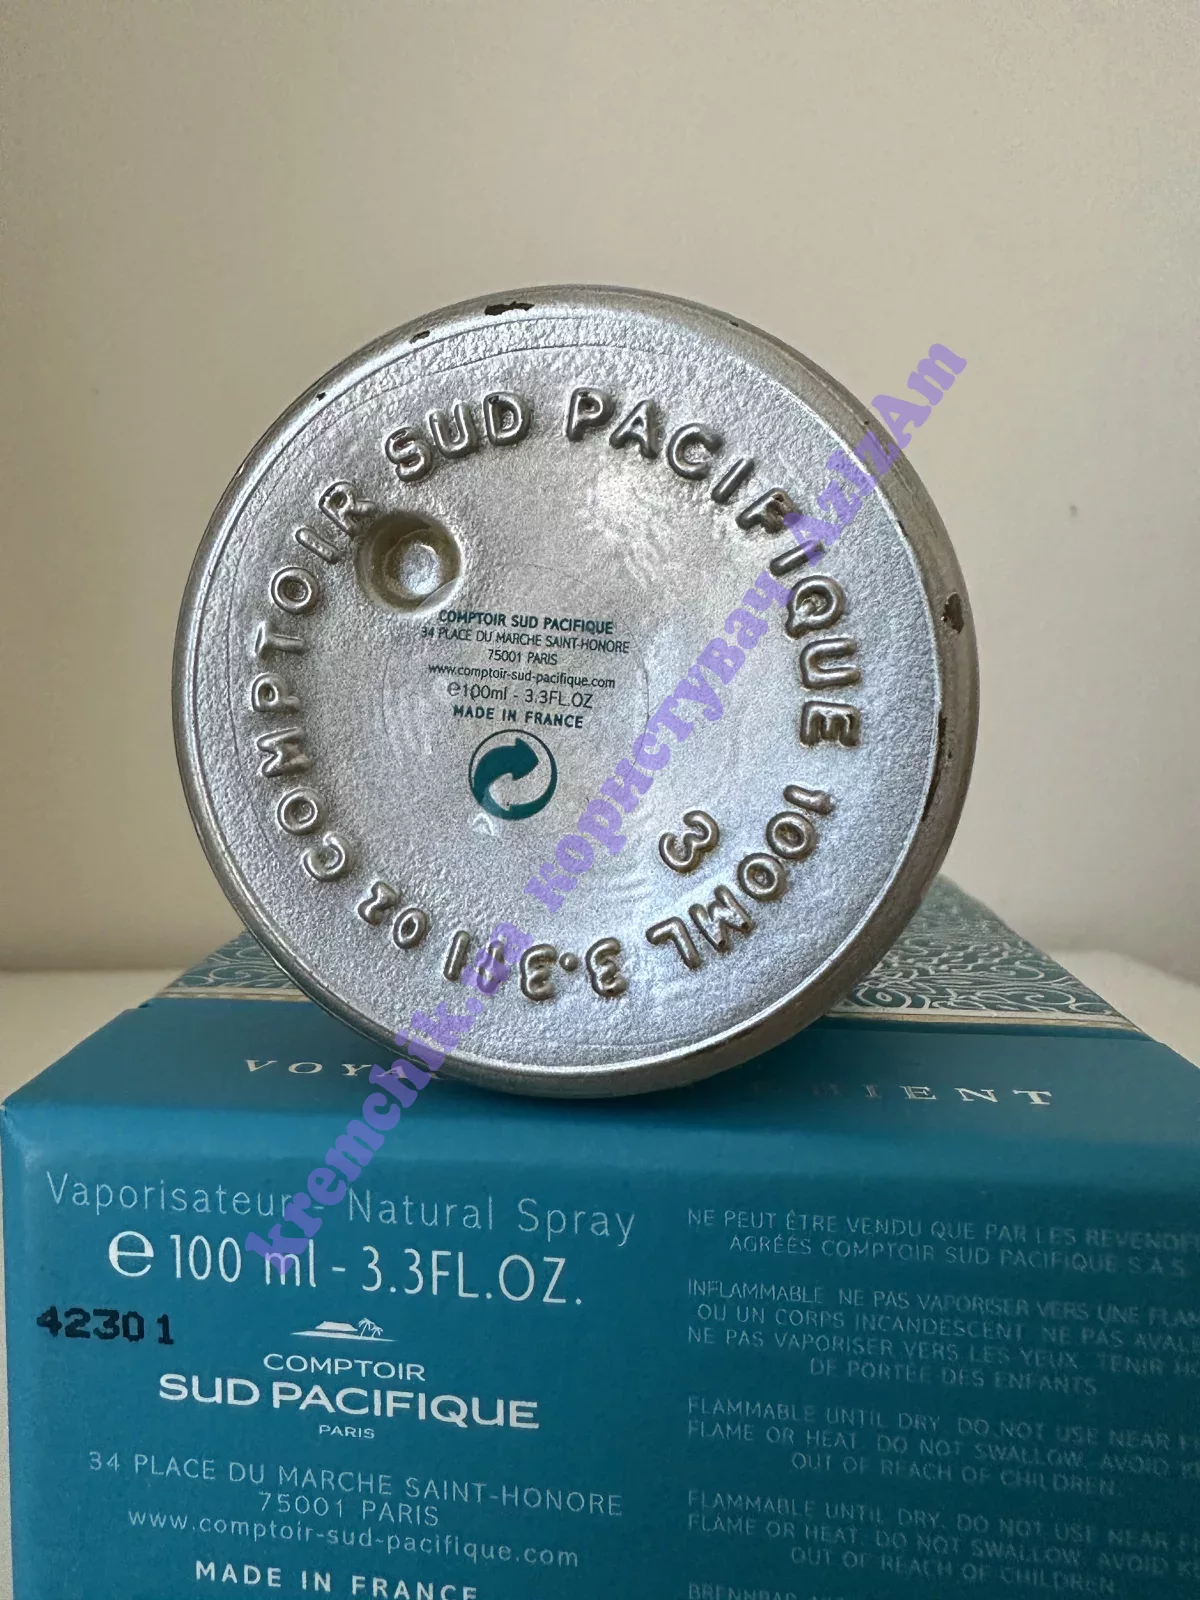 COMPTOIR SUD PACIFIQUE 100ML 3.3fl oz
3
COMPTOIR SUD PACIFIQUE
34 PLACE DU MARCHE SAINT-HONORE
75001 PARIS
www.comptoir-sud-pacifique.com
e100ml - 3.3FL.OZ
MADE IN FRANCE
kremchik.ua користувач AzizAm
Vaporisateur Natural Spray
e 100 ml - 3.3FL.OZ.
42301
COMPTOIR
SUD PACIFIQUE
PARIS
34 PLACE DU MARCHE SAINT-HONORE
75001 PARIS
www.comptoir-sud-pacifique.com
MADE IN FRANCE
NE PEUT ÊTRE VENDU QUE PAR LES
AGRÉÉS COMPTOIR SUD PACIFIQUE S.A.S
INFLAMMABLE NE PAS VAPORISER VERS UNE
OU UN CORPS INCANDESCENT. NE PAS
NE PAS VAPORISER VERS LES YEUX. TENIR
DE PORTÉE DES ENFANTS
FLAMMABLE UNTIL DRY. DO NOT USE NEAR
FLAME OR HEAT. DO NOT SWALLOW. AVOID
OUT OF REACH OF CHILDREN.
FLAMMABLE UNTIL DRY. DO NOT USE NEAR
FLAME OR HEAT. DO NOT SWALLOW. AVOID
OUT OF REACH OF CHILDREN.